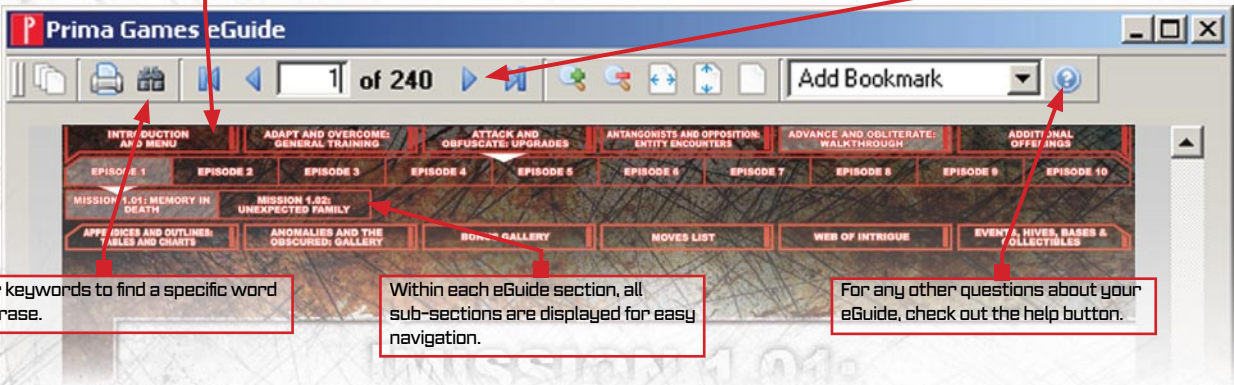 Prima Games eGuide
1 of 240 Add Bookmark
INTRODUCTION AND MENU
ADAPT AND OVERCOME: GENERAL TRAINING
ATTACK AND OBFUSCATE: UPGRADES
ANTANGONISTS AND OPPOSITION: ENTITY ENCOUNTERS
ADVANCE AND OBLITERATE: WALKTHROUGH
ADDITIONAL OFFERINGS
EPISODE 1 EPISODE 2 EPISODE 3 EPISODE 4 EPISODE 5 EPISODE 6 EPISODE 7 EPISODE 8 EPISODE 9 EPISODE 10
MISSION 1.01: MEMORY IN DEATH
MISSION 1.02: UNEXPECTED FAMILY
APPENDICES AND OUTLINES: TABLES AND CHARTS
ANOMALIES AND THE OBSCURED: GALLERY
BONUS GALLERY
MOVES LIST
WEB OF INTRIGUE
EVENTS, HIVES, BASES & COLLECTIBLES
keywords to find a specific word
rase.
Within each eGuide section, all
sub-sections are displayed for easy
navigation.
For any other questions about your
eGuide, check out the help button.
MISSION 1.01: